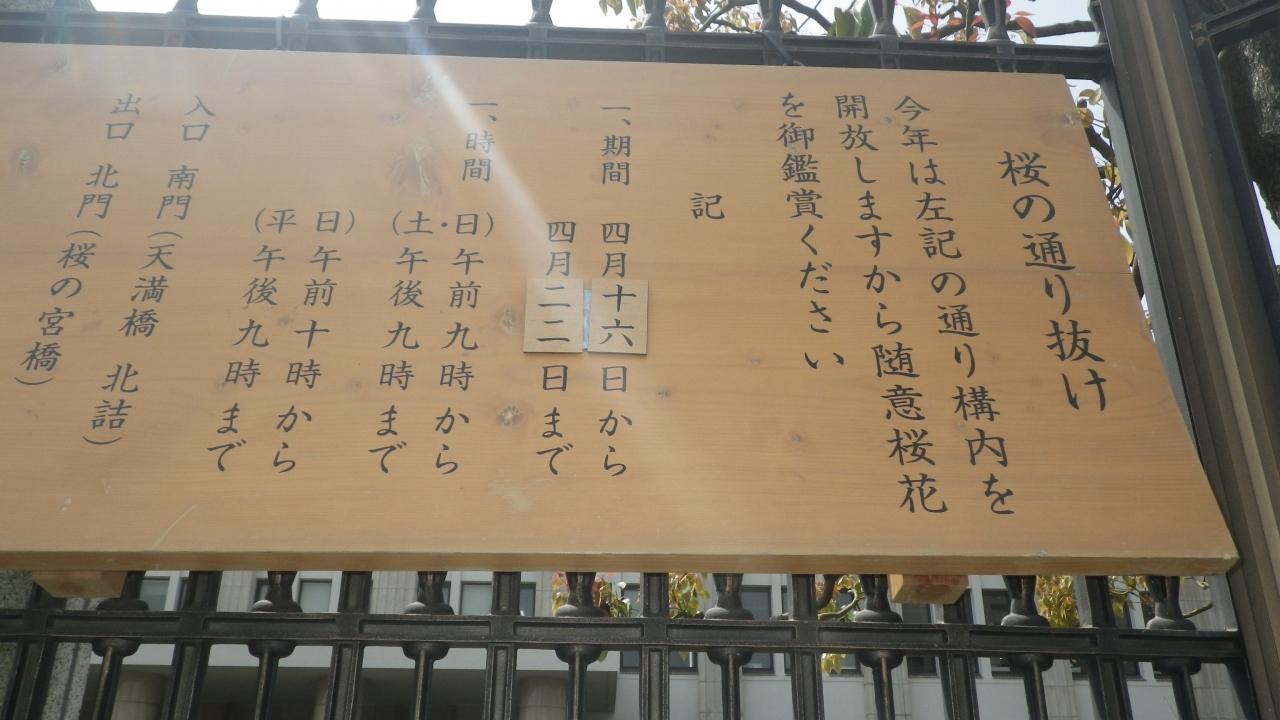 桜の通り抜け
今年は左記の通り構内を
開放しますから随意桜花
を御鑑賞ください
記
一、期間 四月十六日から
四月二二日まで
一、時間 (土・日)午前九時から
午後九時まで
(平日)午前十時から
午後九時まで
入口 南門(天満橋 北詰)
出口 北門(桜の宮橋)